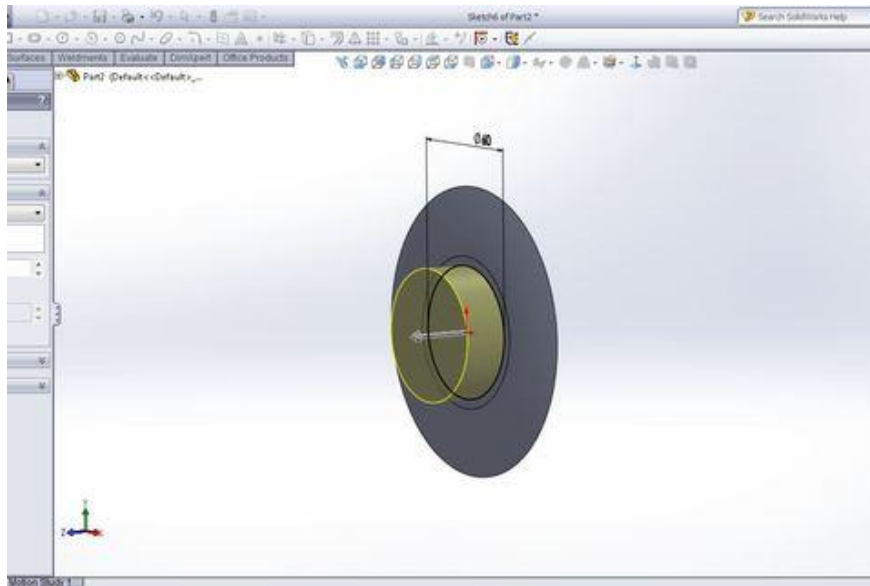 Sketch6 of Part2 *
Search SolidWorks Help
Surfaces Weldments Evaluate DimXpert Office Products
Part2 (Default<<Default>_...
?
Ø60
Y
Z
X
Motion Study 1